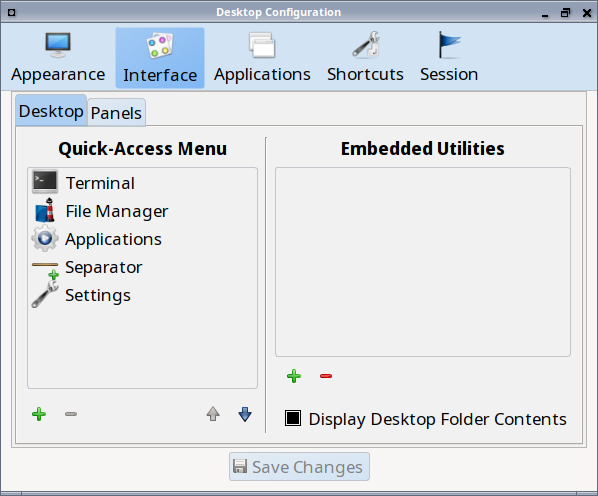 Desktop Configuration
Appearance
Interface
Applications
Shortcuts
Session
Desktop
Panels
Quick-Access Menu
Terminal
File Manager
Applications
Separator
Settings
Embedded Utilities
Display Desktop Folder Contents
Save Changes